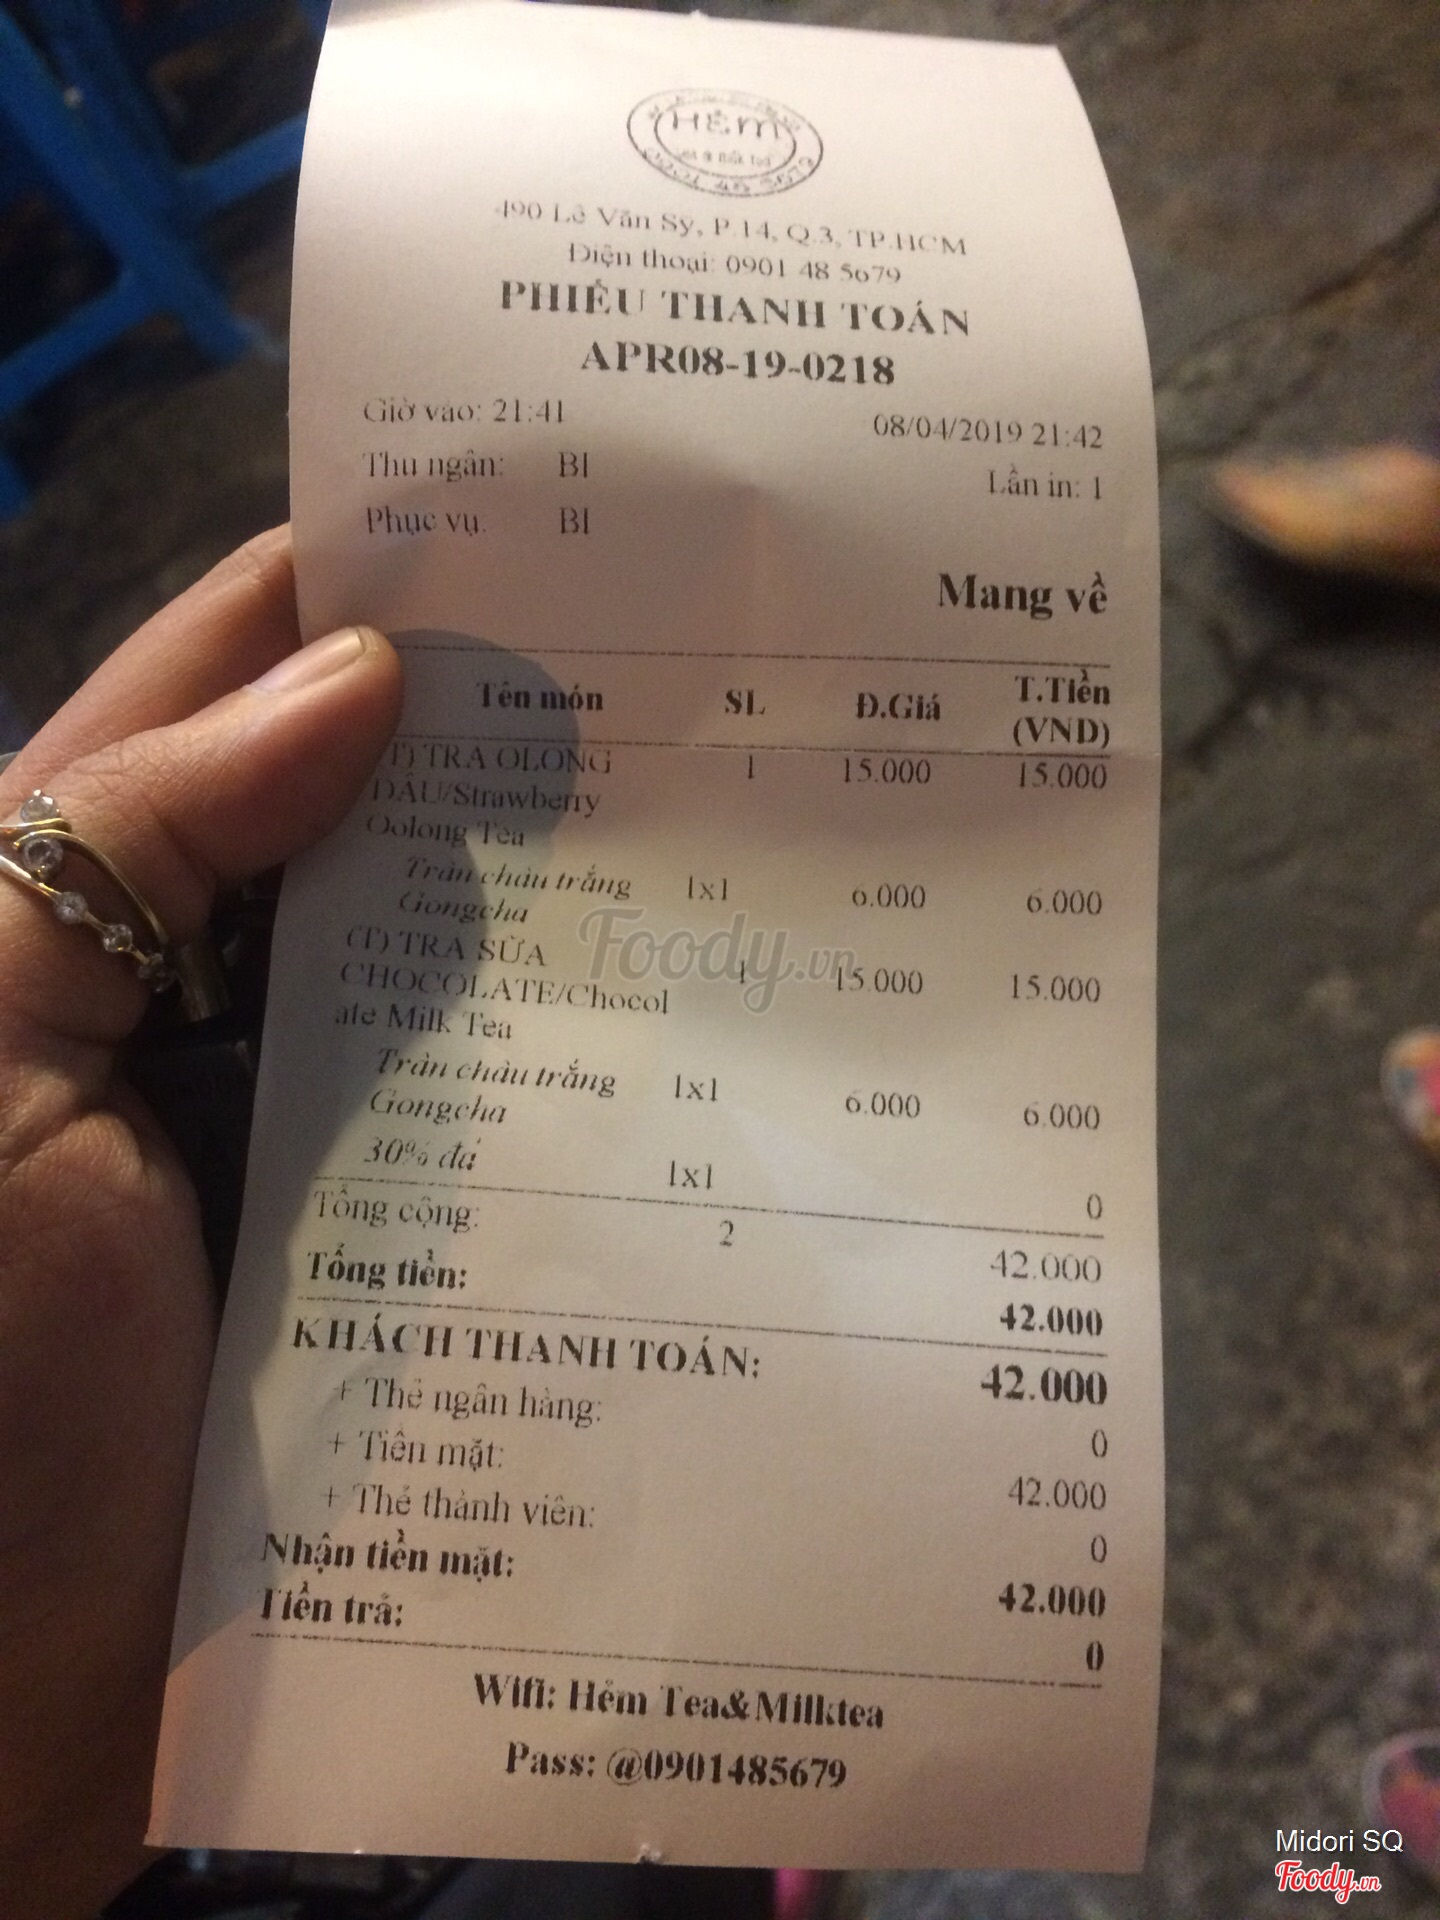 HẺM
490 Lê Văn Sỹ, P.14, Q.3, TP.HCM
Điện thoại: 0901 48 5679
PHIẾU THANH TOÁN
APR08-19-0218
Giờ vào: 21:41 08/04/2019 21:42
Thu ngân: BI Lần in: 1
Phục vụ: BI
Mang về
Tên món SL Đ.Giá T.Tiền
(VND)
(T) TRÀ OLONG 1 15.000 15.000
DÂU/Strawberry
Oolong Tea
Trân châu trắng 1x1 6.000 6.000
Gongcha
(T) TRÀ SỮA 1 15.000 15.000
CHOCOLATE/Chocol
ate Milk Tea
Trân châu trắng 1x1 6.000 6.000
Gongcha
30% đá 1x1 0
Tổng cộng: 2 42.000
Tổng tiền: 42.000
KHÁCH THANH TOÁN: 42.000
+ Thẻ ngân hàng: 0
+ Tiền mặt: 42.000
+ Thẻ thành viên: 0
Nhận tiền mặt: 42.000
Tiền trả: 0
Wifi: Hẻm Tea&Milktea
Pass: @0901485679
Foody.vn
Midori SQ
Foody.vn